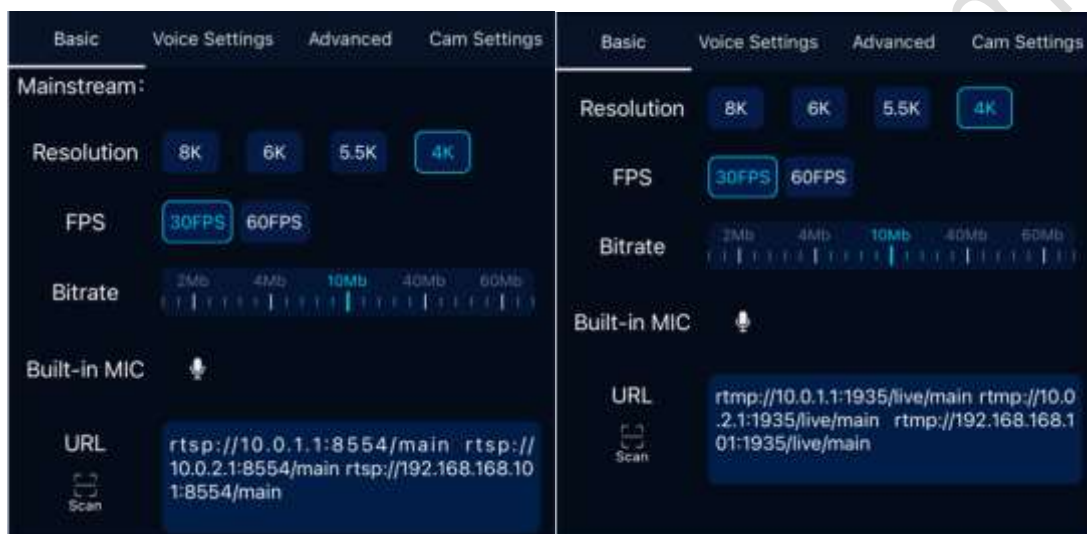 Basic Voice Settings Advanced Cam Settings
Mainstream:
Resolution 8K 6K 5.5K 4K
FPS 30FPS 60FPS
Bitrate 2Mb 4Mb 10Mb 40Mb 60Mb
Built-in MIC
URL rtsp://10.0.1.1:8554/main rtsp://
10.0.2.1:8554/main rtsp://192.168.168.10
1:8554/main
Scan
Basic Voice Settings Advanced Cam Settings
Resolution 8K 6K 5.5K 4K
FPS 30FPS 60FPS
Bitrate 2Mb 4Mb 10Mb 40Mb 60Mb
Built-in MIC
URL rtmp://10.0.1.1:1935/live/main rtmp://10.0
.2.1:1935/live/main rtmp://192.168.168.1
01:1935/live/main
Scan